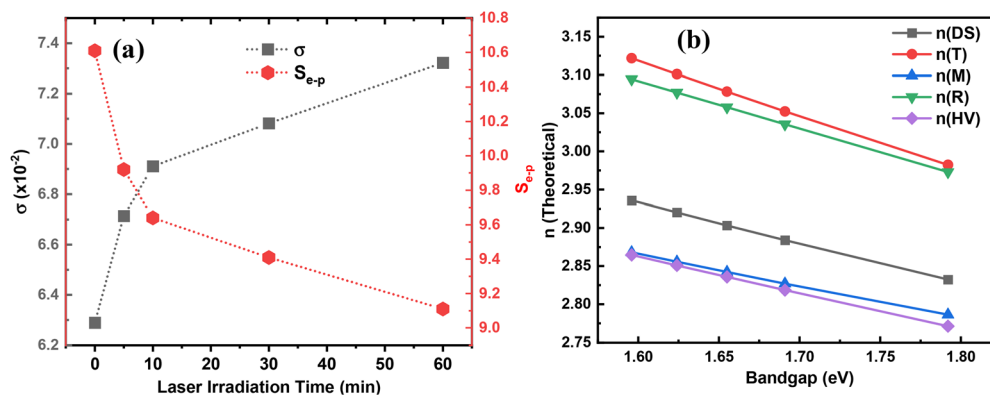 (a)
σ
S_e-p
7.4
7.2
7.0
6.8
6.6
6.4
6.2
σ (x10⁻²)
10.8
10.6
10.4
10.2
10.0
9.8
9.6
9.4
9.2
9.0
S_e-p
0 10 20 30 40 50 60
Laser Irradiation Time (min)
(b)
n(DS)
n(T)
n(M)
n(R)
n(HV)
3.15
3.10
3.05
3.00
2.95
2.90
2.85
2.80
2.75
n (Theoretical)
1.60 1.65 1.70 1.75 1.80
Bandgap (eV)